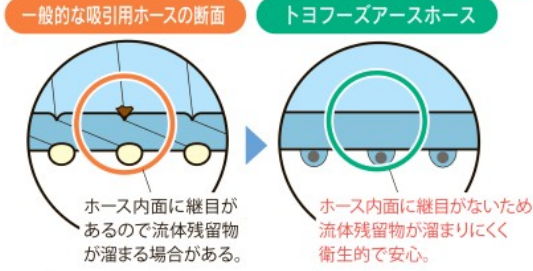 一般的な吸引用ホースの断面
トヨフーズアースホース
ホース内面に継目が
あるので流体残留物
が溜まる場合がある。
ホース内面に継目がないため
流体残留物が溜まりにくく
衛生的で安心。